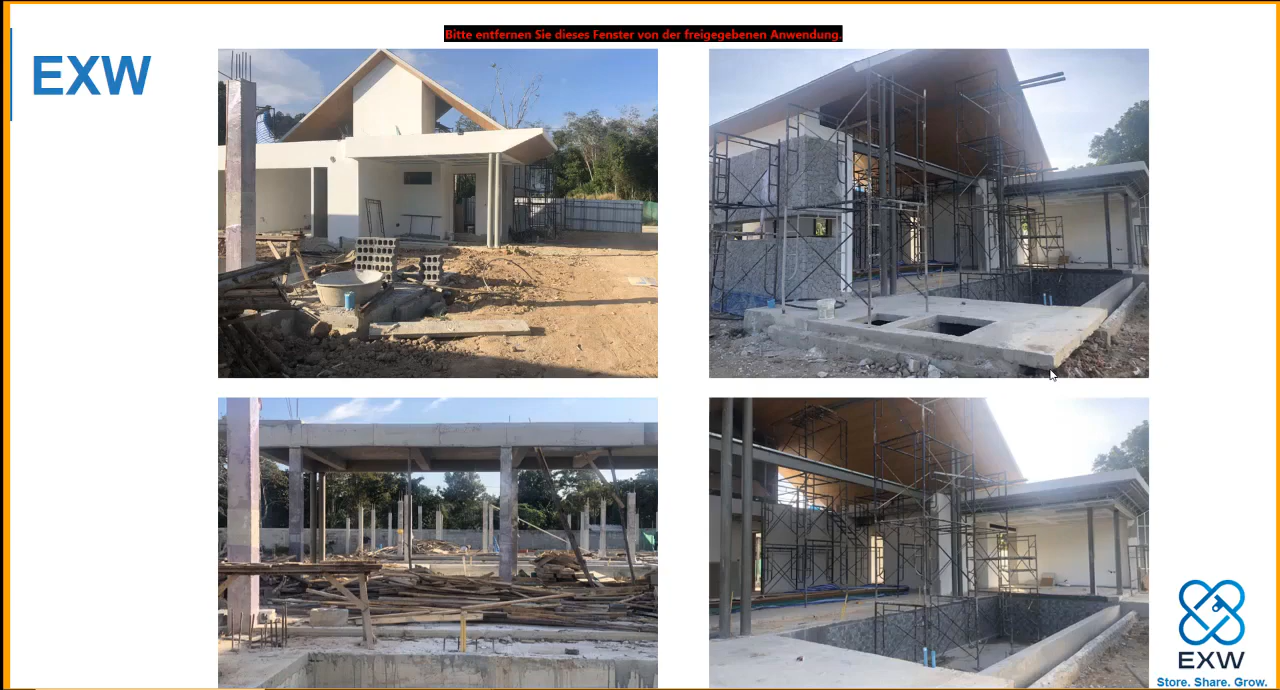 Bitte entfernen Sie dieses Fenster von der freigegebenen Anwendung.
EXW
EXW
Store. Share. Grow.